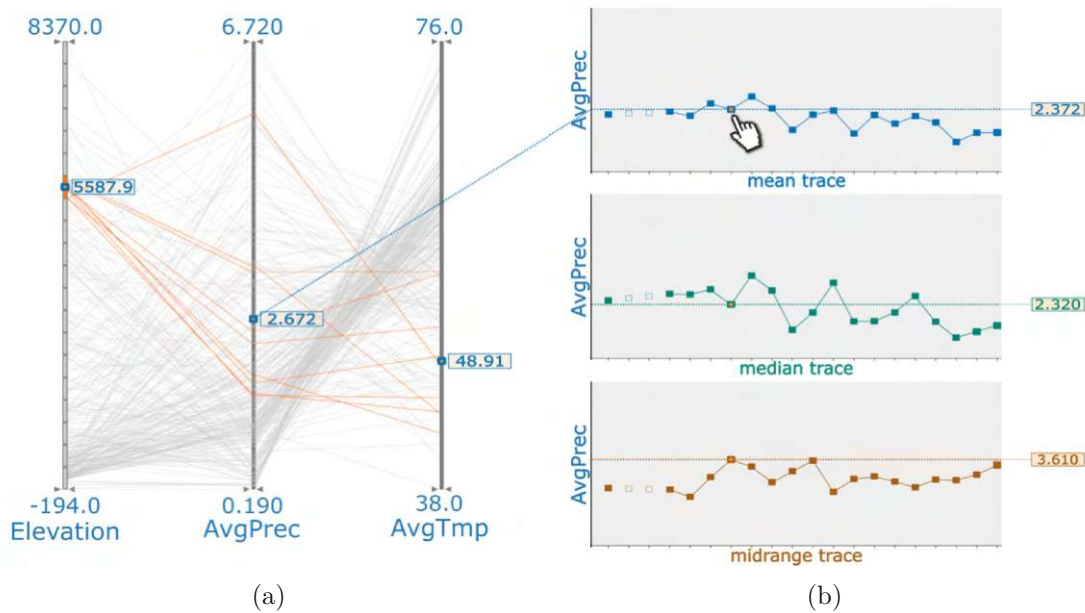 8370.0
6.720
76.0
5587.9
2.672
48.91
-194.0
0.190
38.0
Elevation
AvgPrec
AvgTmp
(a)
AvgPrec
2.372
mean trace
AvgPrec
2.320
median trace
AvgPrec
3.610
midrange trace
(b)